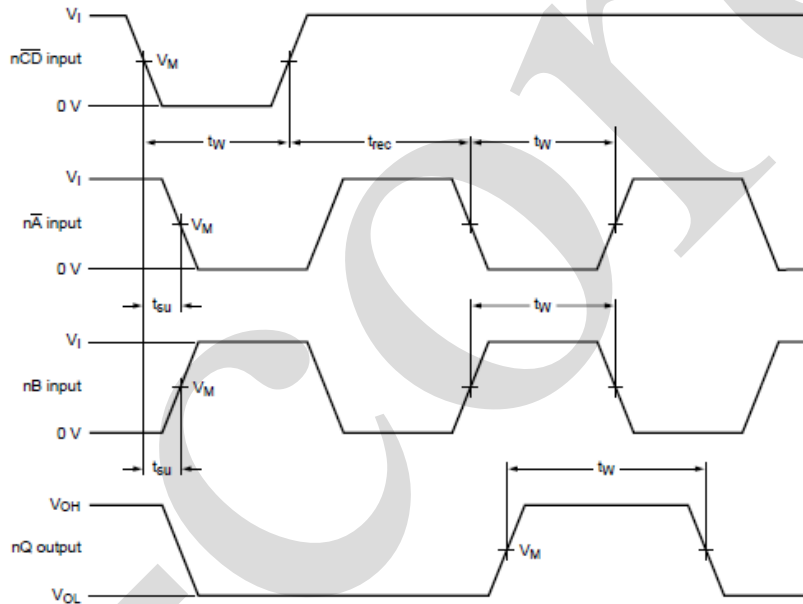 VI
nCD input
VM
0 V
tW
trec
tW
VI
nA input
VM
0 V
tsu
tW
VI
nB input
VM
0 V
tsu
tW
VOH
nQ output
VM
VOL